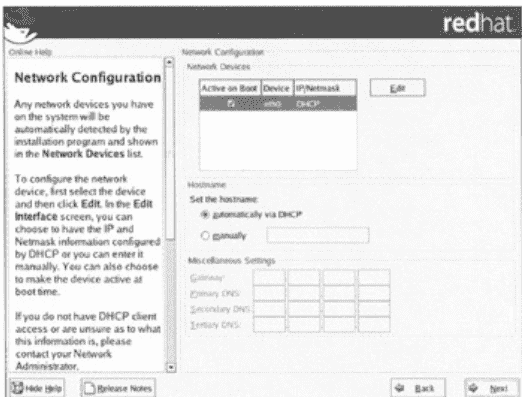 redhat
Online Help
Network Configuration
Any network devices you have
on the system will be
automatically detected by the
installation program and shown
in the Network Devices list.
To configure the network
device, first select the device
and then click Edit. In the Edit
Interface screen, you can
choose to have the IP and
Netmask information configured
by DHCP or you can enter it
manually. You can also choose
to make the device active at
boot time.
If you do not have DHCP client
access or are unsure as to what
this information is, please
contact your Network
Administrator.
Network Configuration
Network Devices
Active on Boot Device IP/Netmask
eth0 DHCP
Edit
Hostname
Set the hostname:
automatically via DHCP
manually
Miscellaneous Settings
Gateway:
Primary DNS:
Secondary DNS:
Tertiary DNS:
Hide Help Release Notes Back Next